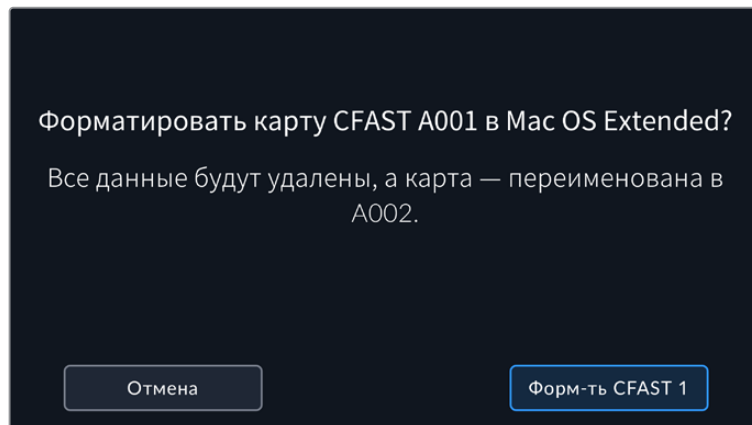 Форматировать карту CFAST A001 в Mac OS Extended?
Все данные будут удалены, а карта — переименована в
A002.
Отмена
Форм-ть CFAST 1